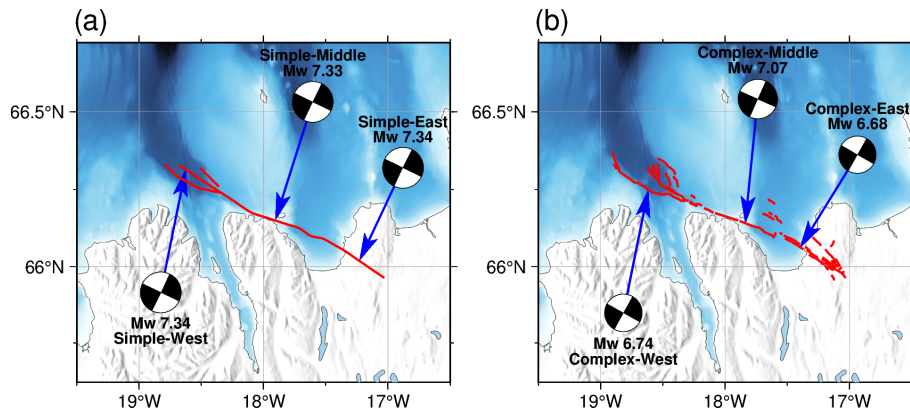 (a)
Simple-Middle
Mw 7.33
Simple-East
Mw 7.34
Mw 7.34
Simple-West
66.5°N
66°N
19°W
18°W
17°W
(b)
Complex-Middle
Mw 7.07
Complex-East
Mw 6.68
Mw 6.74
Complex-West
66.5°N
66°N
19°W
18°W
17°W